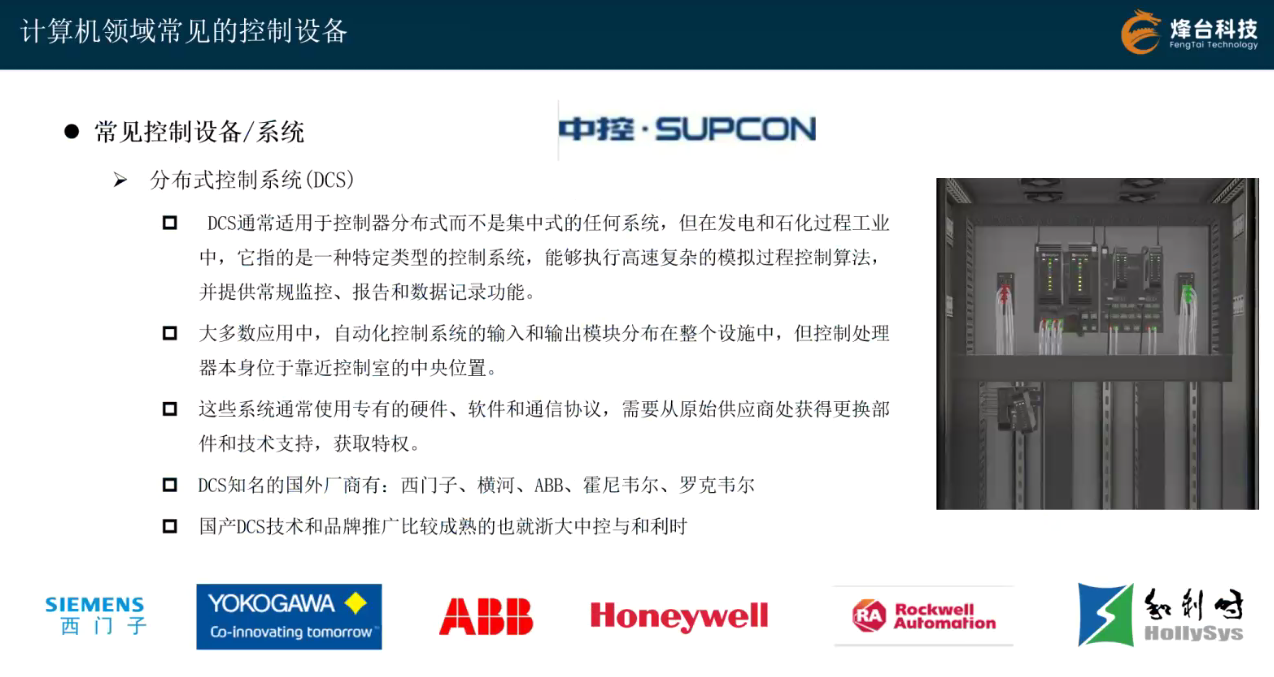 计算机领域常见的控制设备
烽台科技
FengTai Technology
● 常见控制设备/系统
中控·SUPCON
➢ 分布式控制系统(DCS)
DCS通常适用于控制器分布式而不是集中式的任何系统，但在发电和石化过程工业
中，它指的是一种特定类型的控制系统，能够执行高速复杂的模拟过程控制算法，
并提供常规监控、报告和数据记录功能。
大多数应用中，自动化控制系统的输入和输出模块分布在整个设施中，但控制处理
器本身位于靠近控制室的中央位置。
这些系统通常使用专有的硬件、软件和通信协议，需要从原始供应商处获得更换部
件和技术支持，获取特权。
DCS知名的国外厂商有：西门子、横河、ABB、霍尼韦尔、罗克韦尔
国产DCS技术和品牌推广比较成熟的也就浙大中控与和利时
SIEMENS
西门子
YOKOGAWA
Co-innovating tomorrow™
ABB
Honeywell
RA
Rockwell
Automation
和利时
HollySys